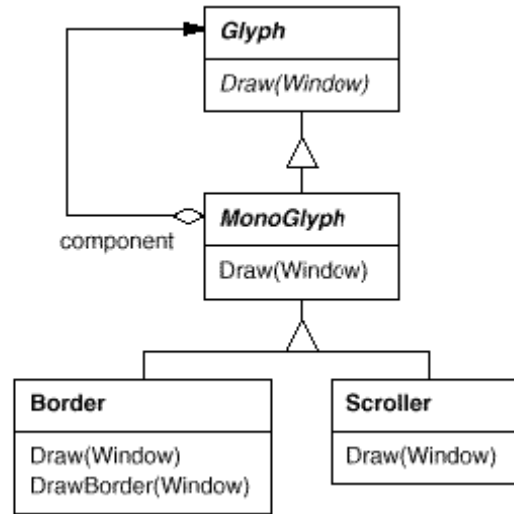 Glyph
Draw(Window)
MonoGlyph
component
Draw(Window)
Border
Draw(Window)
DrawBorder(Window)
Scroller
Draw(Window)